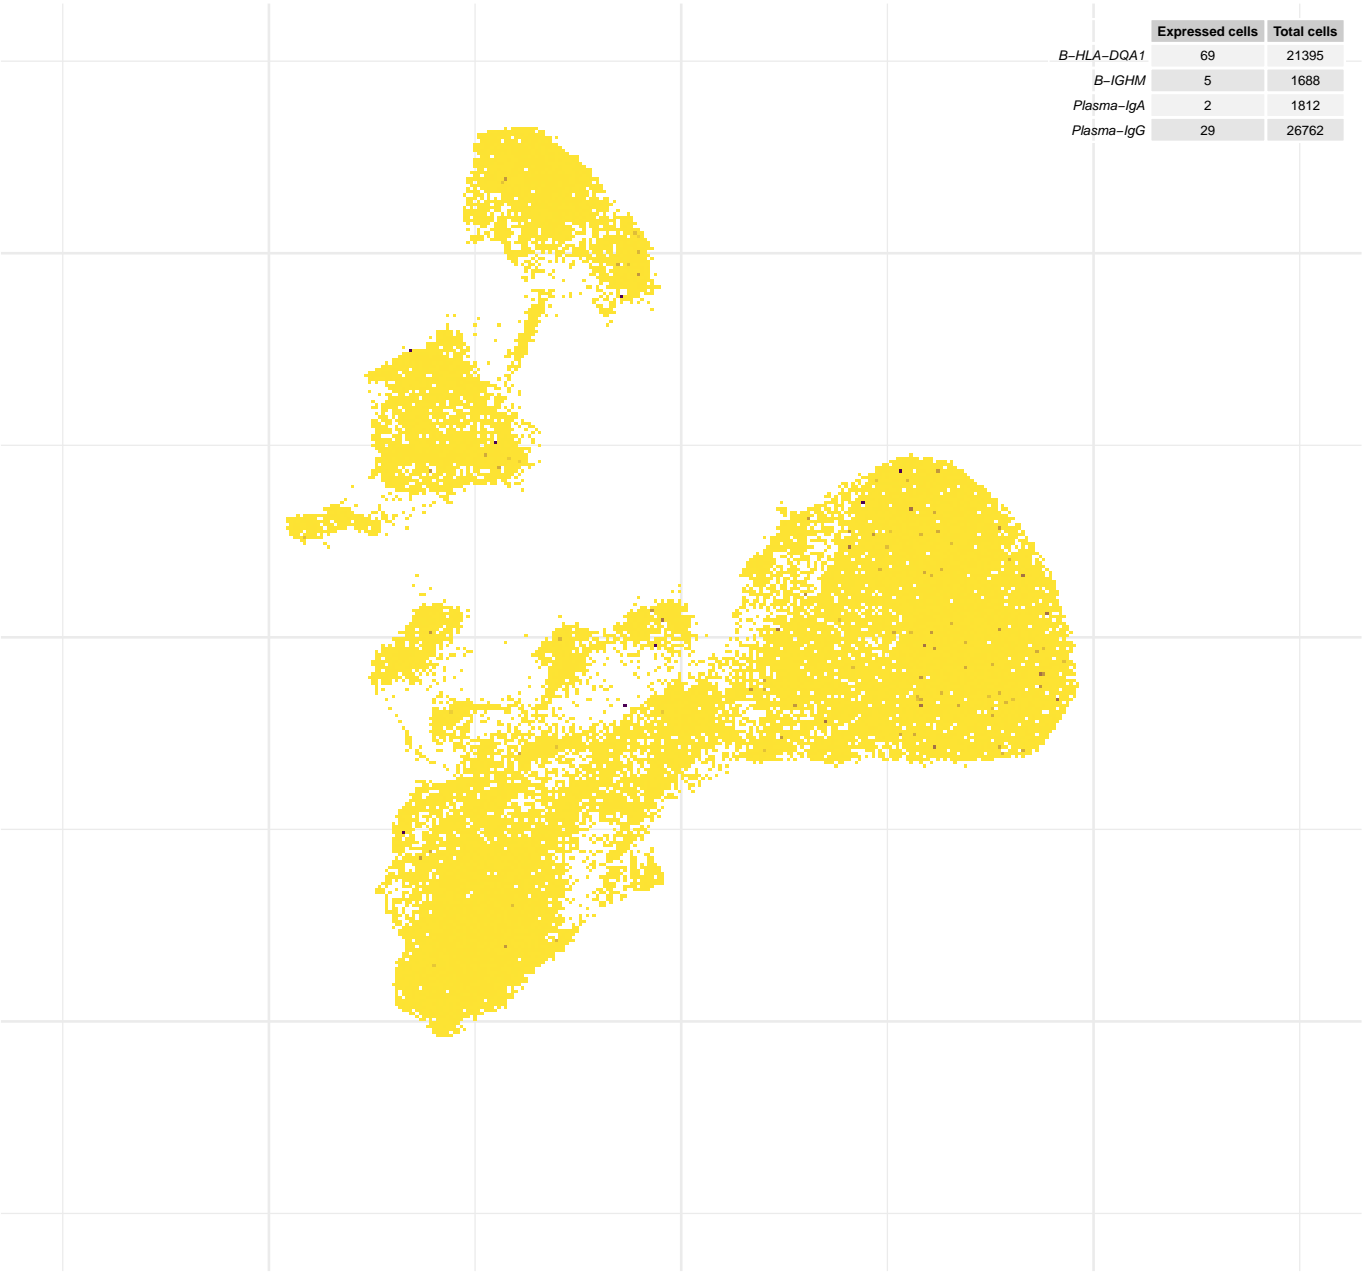 Expressed cells Total cells
B−HLA−DQA1 69 21395
B−IGHM 5 1688
Plasma−IgA 2 1812
Plasma−IgG 29 26762